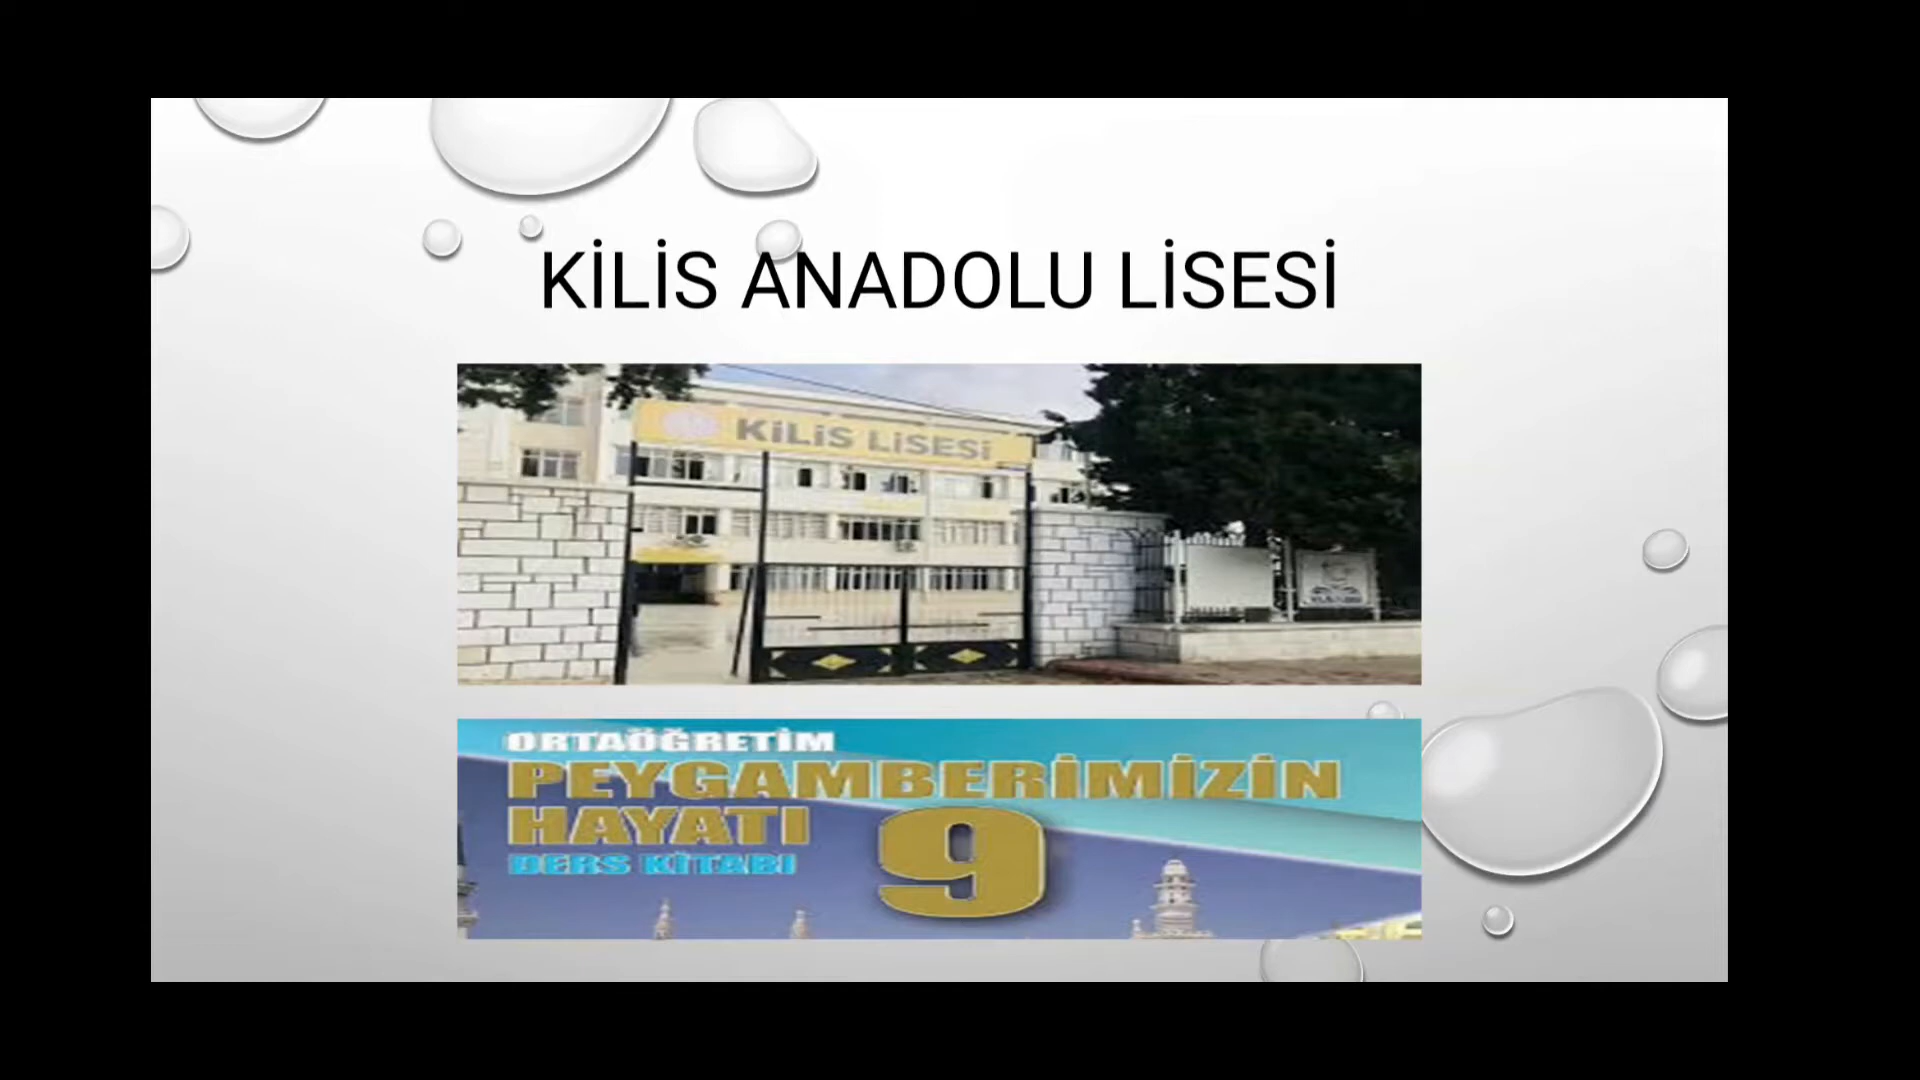 KİLİS ANADOLU LİSESİ
KİLİS LİSESİ
ORTAÖĞRETİM
PEYGAMBERİMİZİN
HAYATI 9
DERS KİTABI